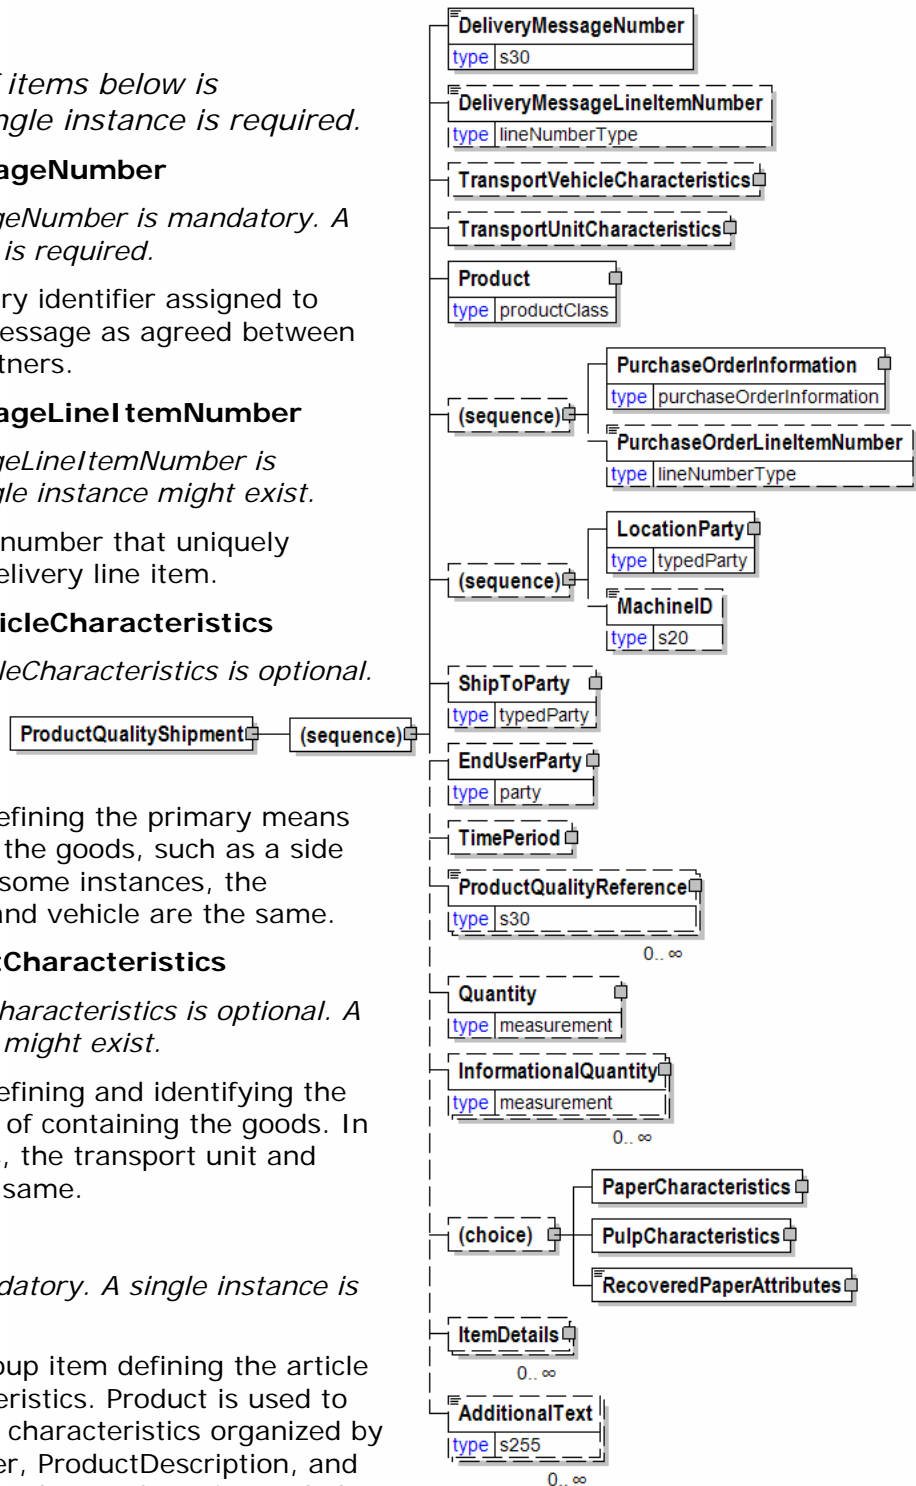 items below is
ngle instance is required.
ageNumber
geNumber is mandatory. A
is required.
ry identifier assigned to
essage as agreed between
tners.
ageLineItemNumber
geLineItemNumber is
gle instance might exist.
number that uniquely
elivery line item.
icleCharacteristics
leCharacteristics is optional.
efining the primary means
the goods, such as a side
some instances, the
and vehicle are the same.
tCharacteristics
characteristics is optional. A
might exist.
efining and identifying the
of containing the goods. In
, the transport unit and
same.
datory. A single instance is
oup item defining the article
eristics. Product is used to
characteristics organized by
er, ProductDescription, and
ProductQualityShipment
(sequence)
DeliveryMessageNumber
type s30
DeliveryMessageLineItemNumber
type lineNumberType
TransportVehicleCharacteristics
TransportUnitCharacteristics
Product
type productClass
(sequence)
PurchaseOrderInformation
type purchaseOrderInformation
PurchaseOrderLineItemNumber
type lineNumberType
(sequence)
LocationParty
type typedParty
MachineID
type s20
ShipToParty
type typedParty
EndUserParty
type party
TimePeriod
ProductQualityReference
type s30
0..∞
Quantity
type measurement
InformationalQuantity
type measurement
0..∞
(choice)
PaperCharacteristics
PulpCharacteristics
RecoveredPaperAttributes
ItemDetails
0..∞
AdditionalText
type s255
0..∞